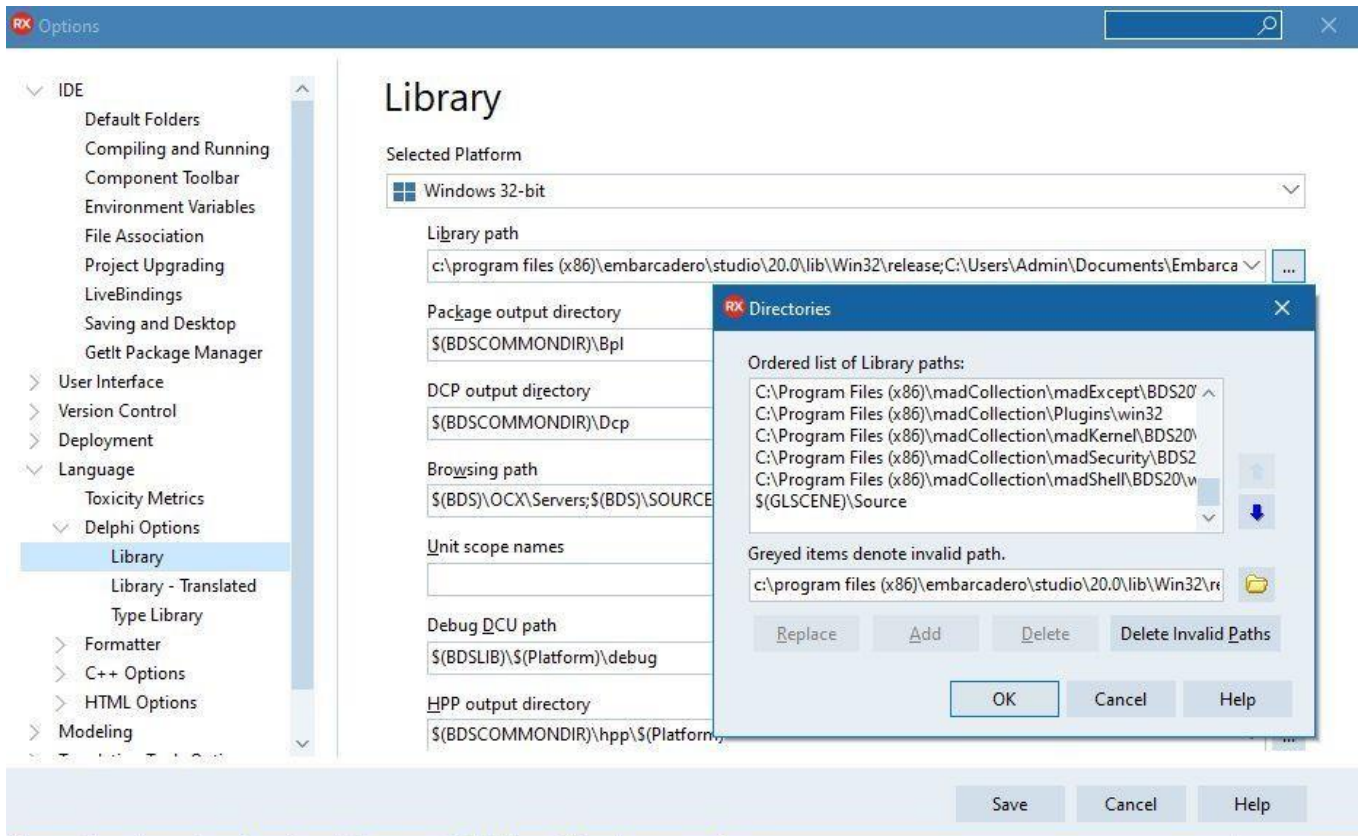 RX Options
IDE
Default Folders
Compiling and Running
Component Toolbar
Environment Variables
File Association
Project Upgrading
LiveBindings
Saving and Desktop
GetIt Package Manager
User Interface
Version Control
Deployment
Language
Toxicity Metrics
Delphi Options
Library
Library - Translated
Type Library
Formatter
C++ Options
HTML Options
Modeling
Library
Selected Platform
Windows 32-bit
Library path
c:\program files (x86)\embarcadero\studio\20.0\lib\Win32\release;C:\Users\Admin\Documents\Embarca
...
Package output directory
$(BDSCOMMONDIR)\Bpl
DCP output directory
$(BDSCOMMONDIR)\Dcp
Browsing path
$(BDS)\OCX\Servers;$(BDS)\SOURCE
Unit scope names
Debug DCU path
$(BDSLIB)\$(Platform)\debug
HPP output directory
$(BDSCOMMONDIR)\hpp\$(Platform)
...
RX Directories
Ordered list of Library paths:
C:\Program Files (x86)\madCollection\madExcept\BDS20
C:\Program Files (x86)\madCollection\Plugins\win32
C:\Program Files (x86)\madCollection\madKernel\BDS20\
C:\Program Files (x86)\madCollection\madSecurity\BDS2
C:\Program Files (x86)\madCollection\madShell\BDS20\w
$(GLSCENE)\Source
Greyed items denote invalid path.
c:\program files (x86)\embarcadero\studio\20.0\lib\Win32\re
Replace
Add
Delete
Delete Invalid Paths
OK
Cancel
Help
Save
Cancel
Help